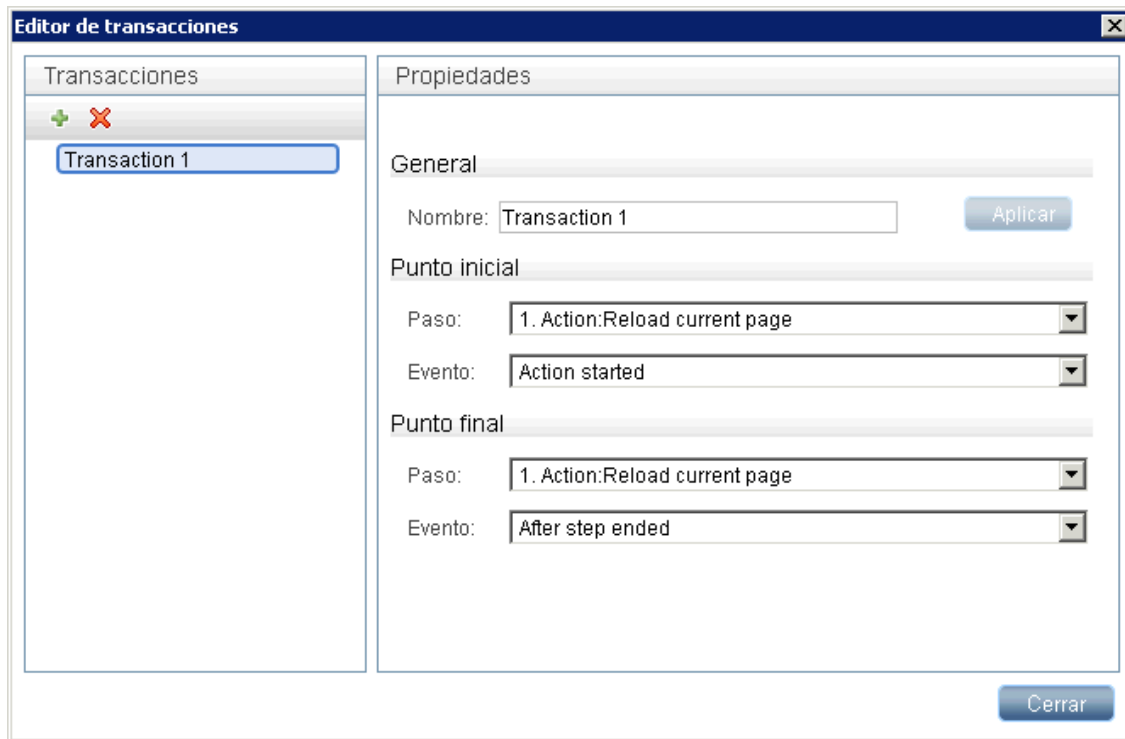 Editor de transacciones
Transacciones
Transaction 1
Propiedades
General
Nombre: Transaction 1 Aplicar
Punto inicial
Paso: 1. Action:Reload current page
Evento: Action started
Punto final
Paso: 1. Action:Reload current page
Evento: After step ended
Cerrar